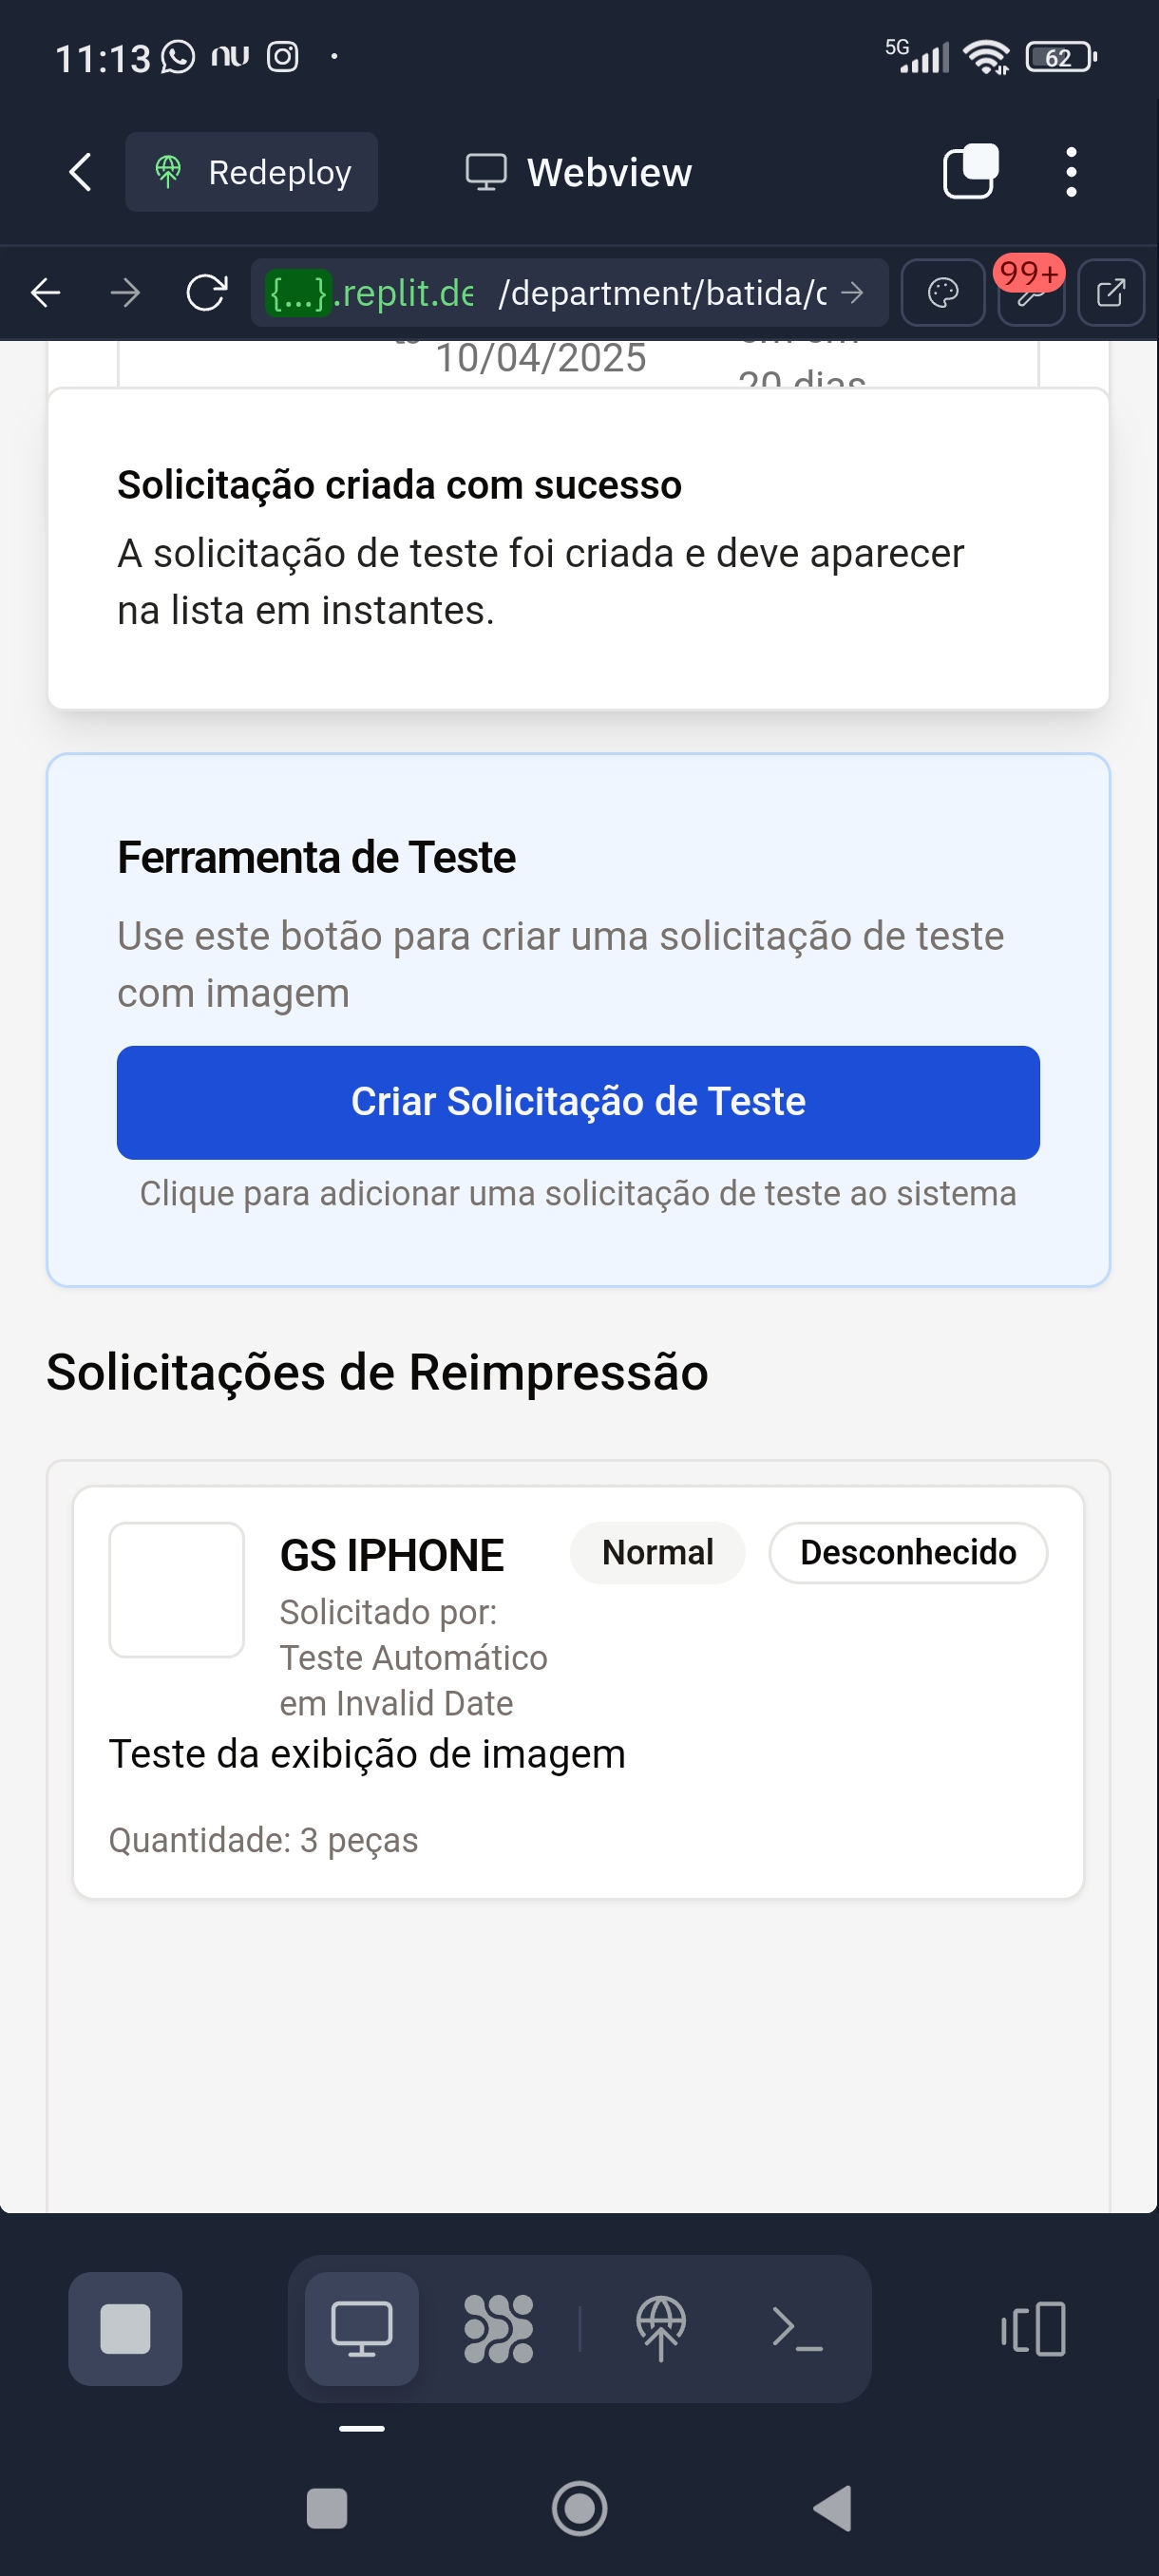 11:13 nu
5G 62
Redeploy
Webview
{...}.replit.de /department/batida/c
99+
10/04/2025
20 dias
Solicitação criada com sucesso
A solicitação de teste foi criada e deve aparecer
na lista em instantes.
Ferramenta de Teste
Use este botão para criar uma solicitação de teste
com imagem
Criar Solicitação de Teste
Clique para adicionar uma solicitação de teste ao sistema
Solicitações de Reimpressão
GS IPHONE
Normal
Desconhecido
Solicitado por:
Teste Automático
em Invalid Date
Teste da exibição de imagem
Quantidade: 3 peças